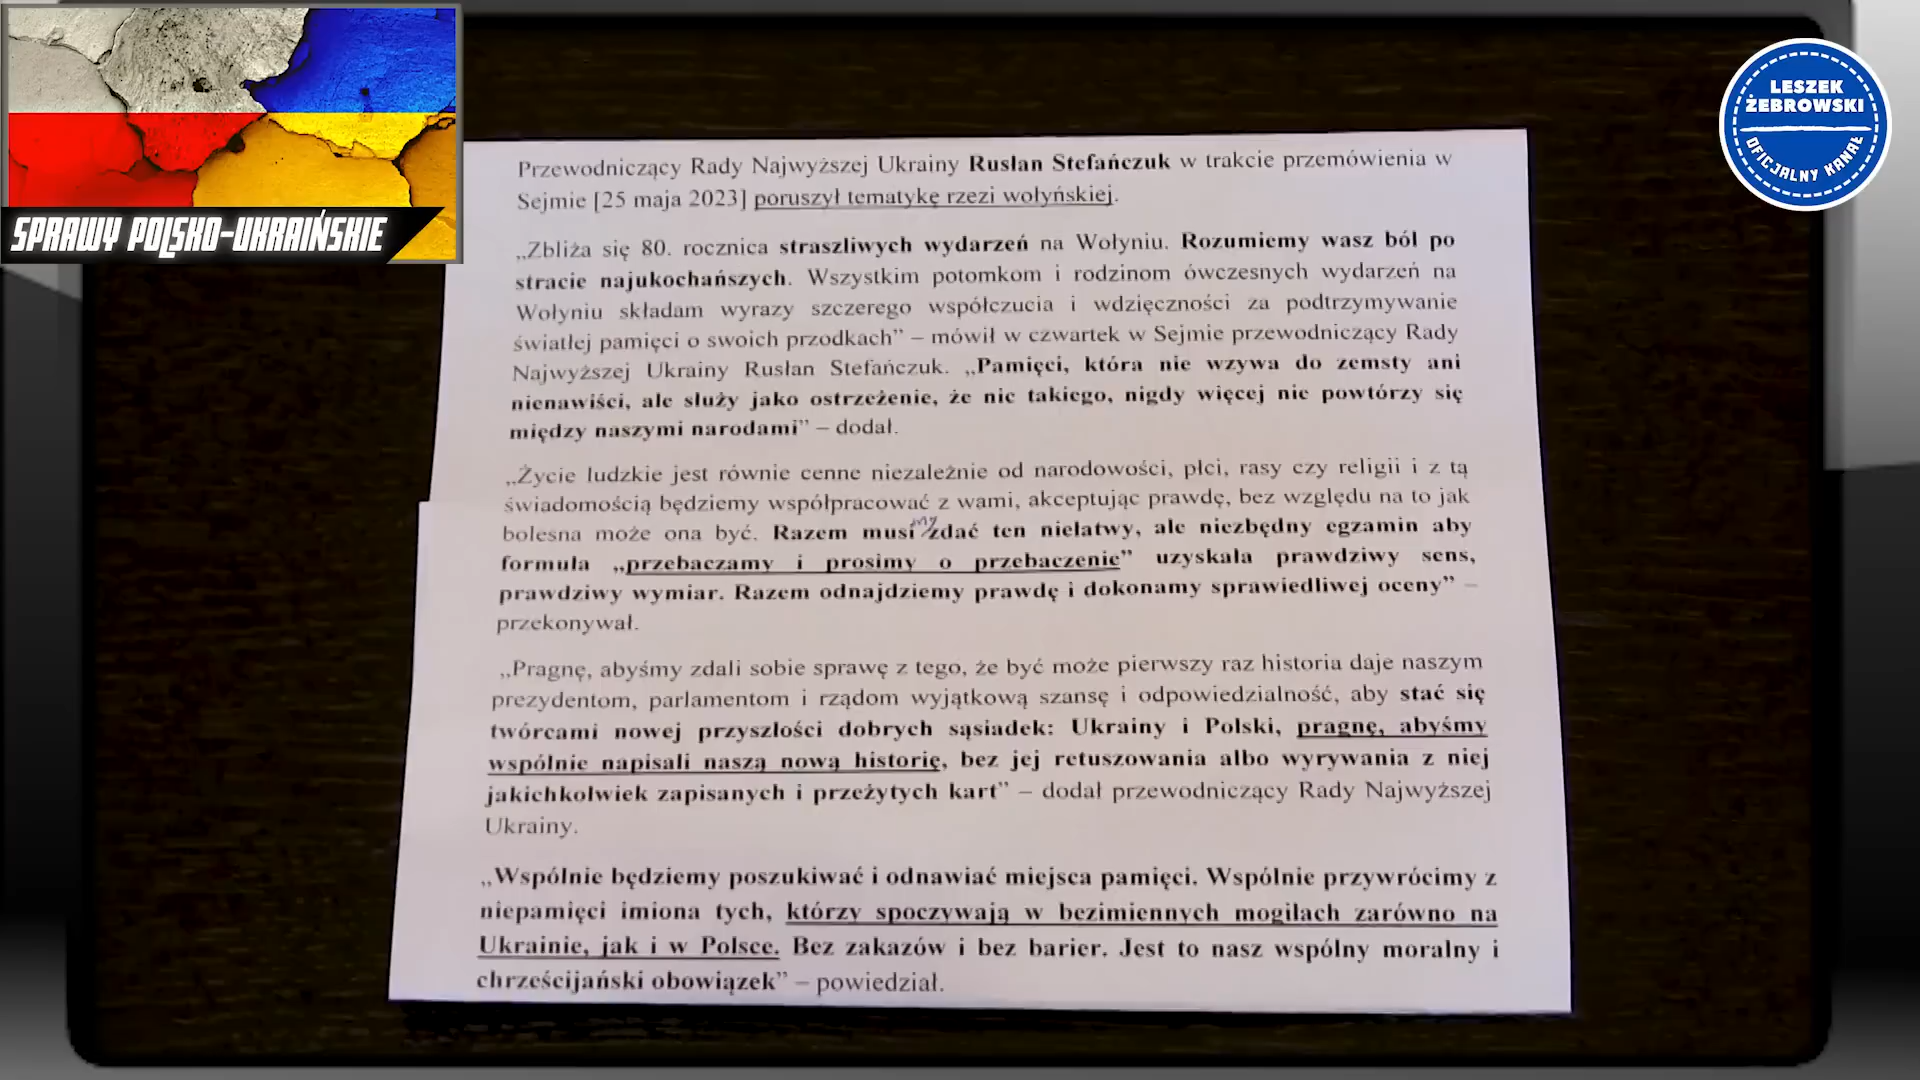 SPRAWY POLSKO-UKRAIŃSKIE
LESZEK
ŻEBROWSKI
OFICJALNY KANAŁ
Przewodniczący Rady Najwyższej Ukrainy Ruslan Stefańczuk w trakcie przemówienia w
Sejmie [25 maja 2023] poruszył tematykę rzezi wołyńskiej.
„Zbliża się 80. rocznica straszliwych wydarzeń na Wołyniu. Rozumiemy wasz ból po
stracie najukochańszych. Wszystkim potomkom i rodzinom ówczesnych wydarzeń na
Wołyniu składam wyrazy szczerego współczucia i wdzięczności za podtrzymywanie
światłej pamięci o swoich przodkach” – mówił w czwartek w Sejmie przewodniczący Rady
Najwyższej Ukrainy Rusłan Stefańczuk. „Pamięci, która nie wzywa do zemsty ani
nienawiści, ale służy jako ostrzeżenie, że nic takiego, nigdy więcej nie powtórzy się
między naszymi narodami” – dodał.
„Życie ludzkie jest równie cenne niezależnie od narodowości, płci, rasy czy religii i z tą
świadomością będziemy współpracować z wami, akceptując prawdę, bez względu na to jak
bolesna może ona być. Razem musimy zdać ten niełatwy, ale niezbędny egzamin aby
formuła „przebaczamy i prosimy o przebaczenie” uzyskała prawdziwy sens,
prawdziwy wymiar. Razem odnajdziemy prawdę i dokonamy sprawiedliwej oceny” –
przekonywał.
„Pragnę, abyśmy zdali sobie sprawę z tego, że być może pierwszy raz historia daje naszym
prezydentom, parlamentom i rządom wyjątkową szansę i odpowiedzialność, aby stać się
twórcami nowej przyszłości dobrych sąsiadek: Ukrainy i Polski, pragnę, abyśmy
wspólnie napisali naszą nową historię, bez jej retuszowania albo wyrywania z niej
jakichkolwiek zapisanych i przeżytych kart” – dodał przewodniczący Rady Najwyższej
Ukrainy.
„Wspólnie będziemy poszukiwać i odnawiać miejsca pamięci. Wspólnie przywrócimy z
niepamięci imiona tych, którzy spoczywają w bezimiennych mogiłach zarówno na
Ukrainie, jak i w Polsce. Bez zakazów i bez barier. Jest to nasz wspólny moralny i
chrześcijański obowiązek” – powiedział.